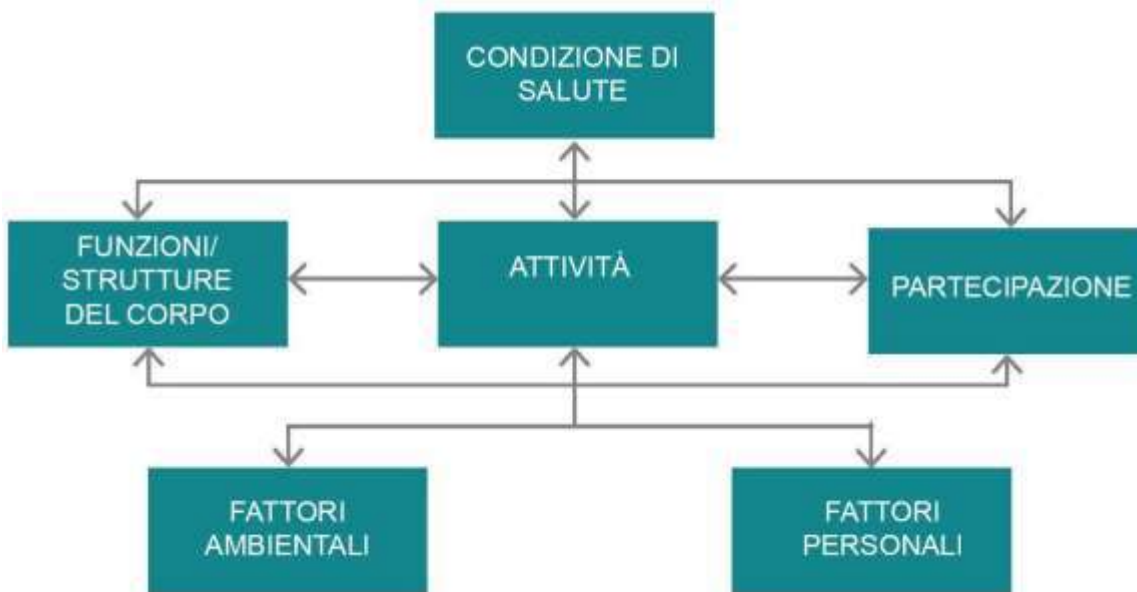 CONDIZIONE DI
SALUTE
FUNZIONI/
STRUTTURE
DEL CORPO
ATTIVITÀ
PARTECIPAZIONE
FATTORI
AMBIENTALI
FATTORI
PERSONALI